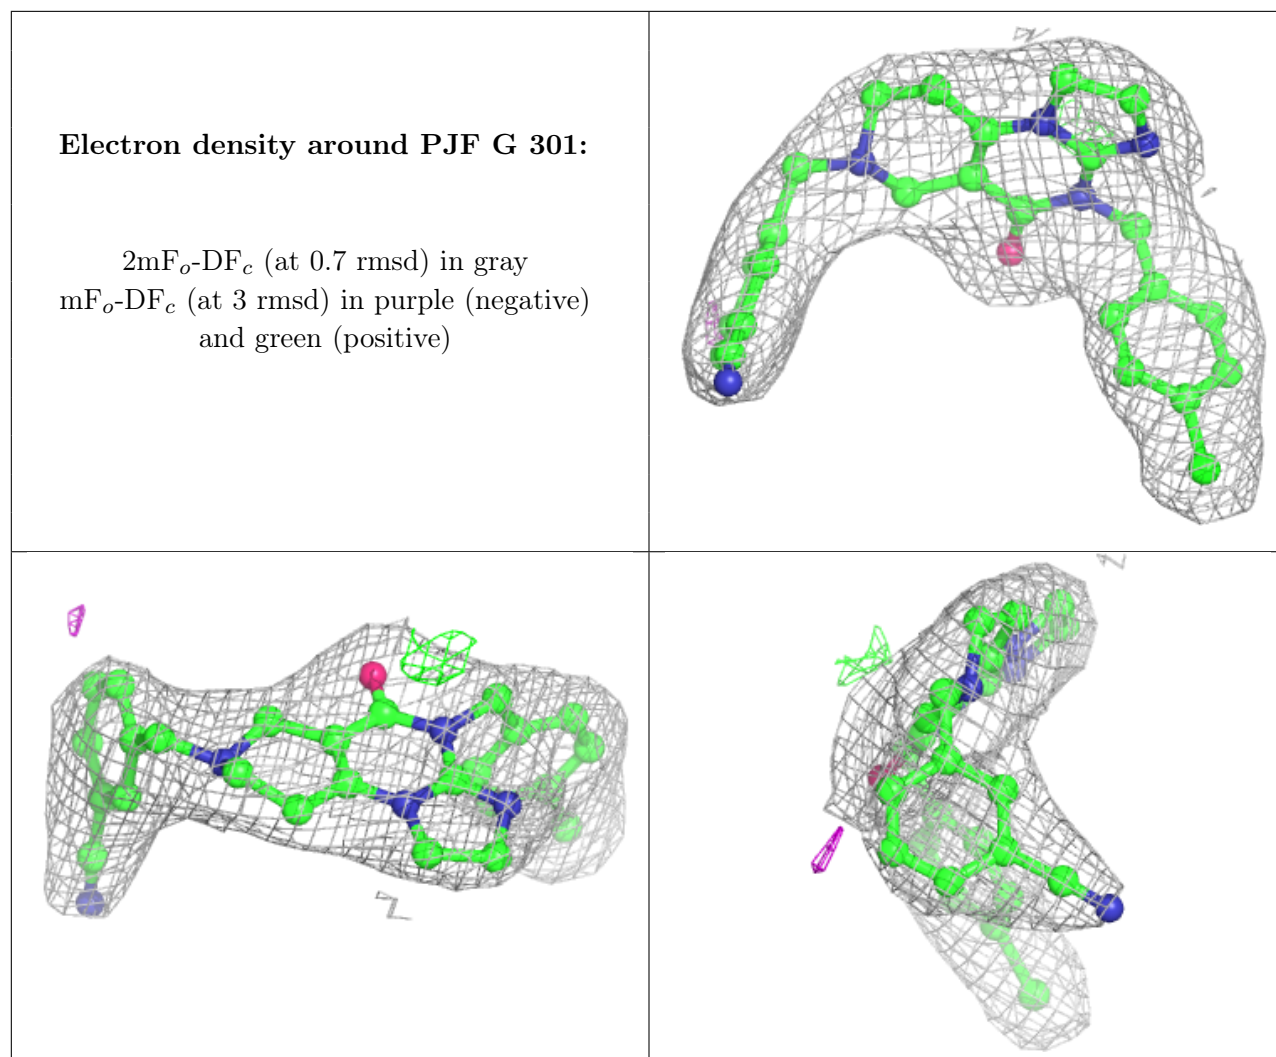 Electron density around PJF G 301:
2mFo-DFc (at 0.7 rmsd) in gray
mFo-DFc (at 3 rmsd) in purple (negative)
and green (positive)